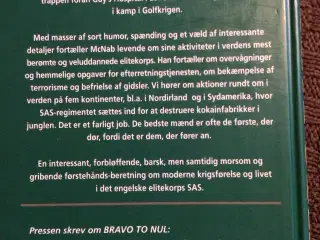 trappen foran Guy's Hos
i kamp i Golfkrigen.
Med masser af sort humor, spænding og et væld af interessante
detaljer fortæller McNab levende om sine aktiviteter i verdens mest
berømte og veluddannede elitekorps. Han fortæller om overvågninger
og hemmelige opgaver for efterretningstjenesten, om bekæmpelse af
terrorisme og befrielse af gidsler. Vi hører om aktioner rundt om i
verden på fem kontinenter, bl.a. i Nordirland og i Sydamerika, hvor
SAS-regimentet sættes ind for at destruere kokainfabrikker i
junglen. Det er et farligt job. De bedste mænd er ofte de første, der
dør, fordi det er dem, der fører an.
En interessant, forbløffende, barsk, men samtidig morsom og
gribende førstehånds-beretning om moderne krigsførelse og livet
i det engelske elitekorps SAS.
Pressen skrev om BRAVO TO NUL: